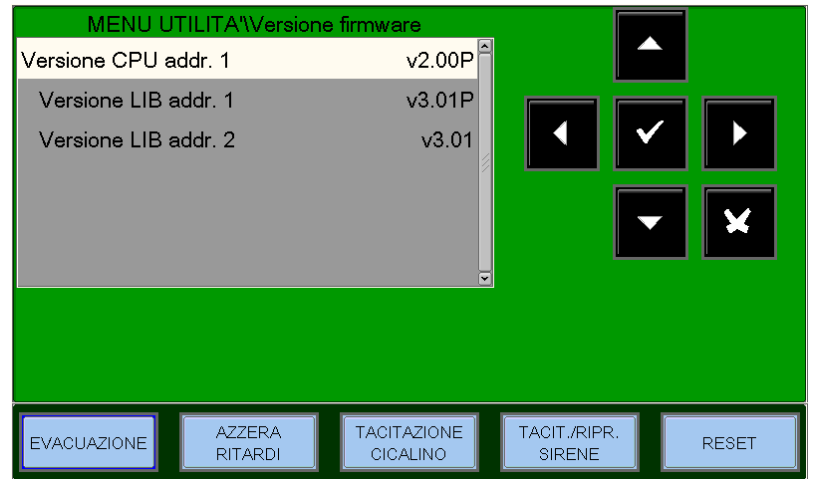 MENU UTILITA'\Versione firmware
Versione CPU addr. 1 v2.00P
Versione LIB addr. 1 v3.01P
Versione LIB addr. 2 v3.01
EVACUAZIONE
AZZERA
RITARDI
TACITAZIONE
CICALINO
TACIT./RIPR.
SIRENE
RESET